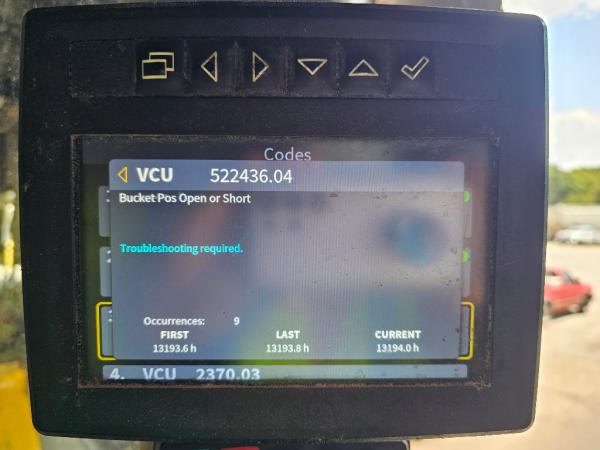 Codes
VCU 522436.04
Bucket Pos Open or Short
Troubleshooting required.
Occurrences: 9
FIRST LAST CURRENT
13193.6 h 13193.8 h 13194.0 h
4. VCU 2370.03